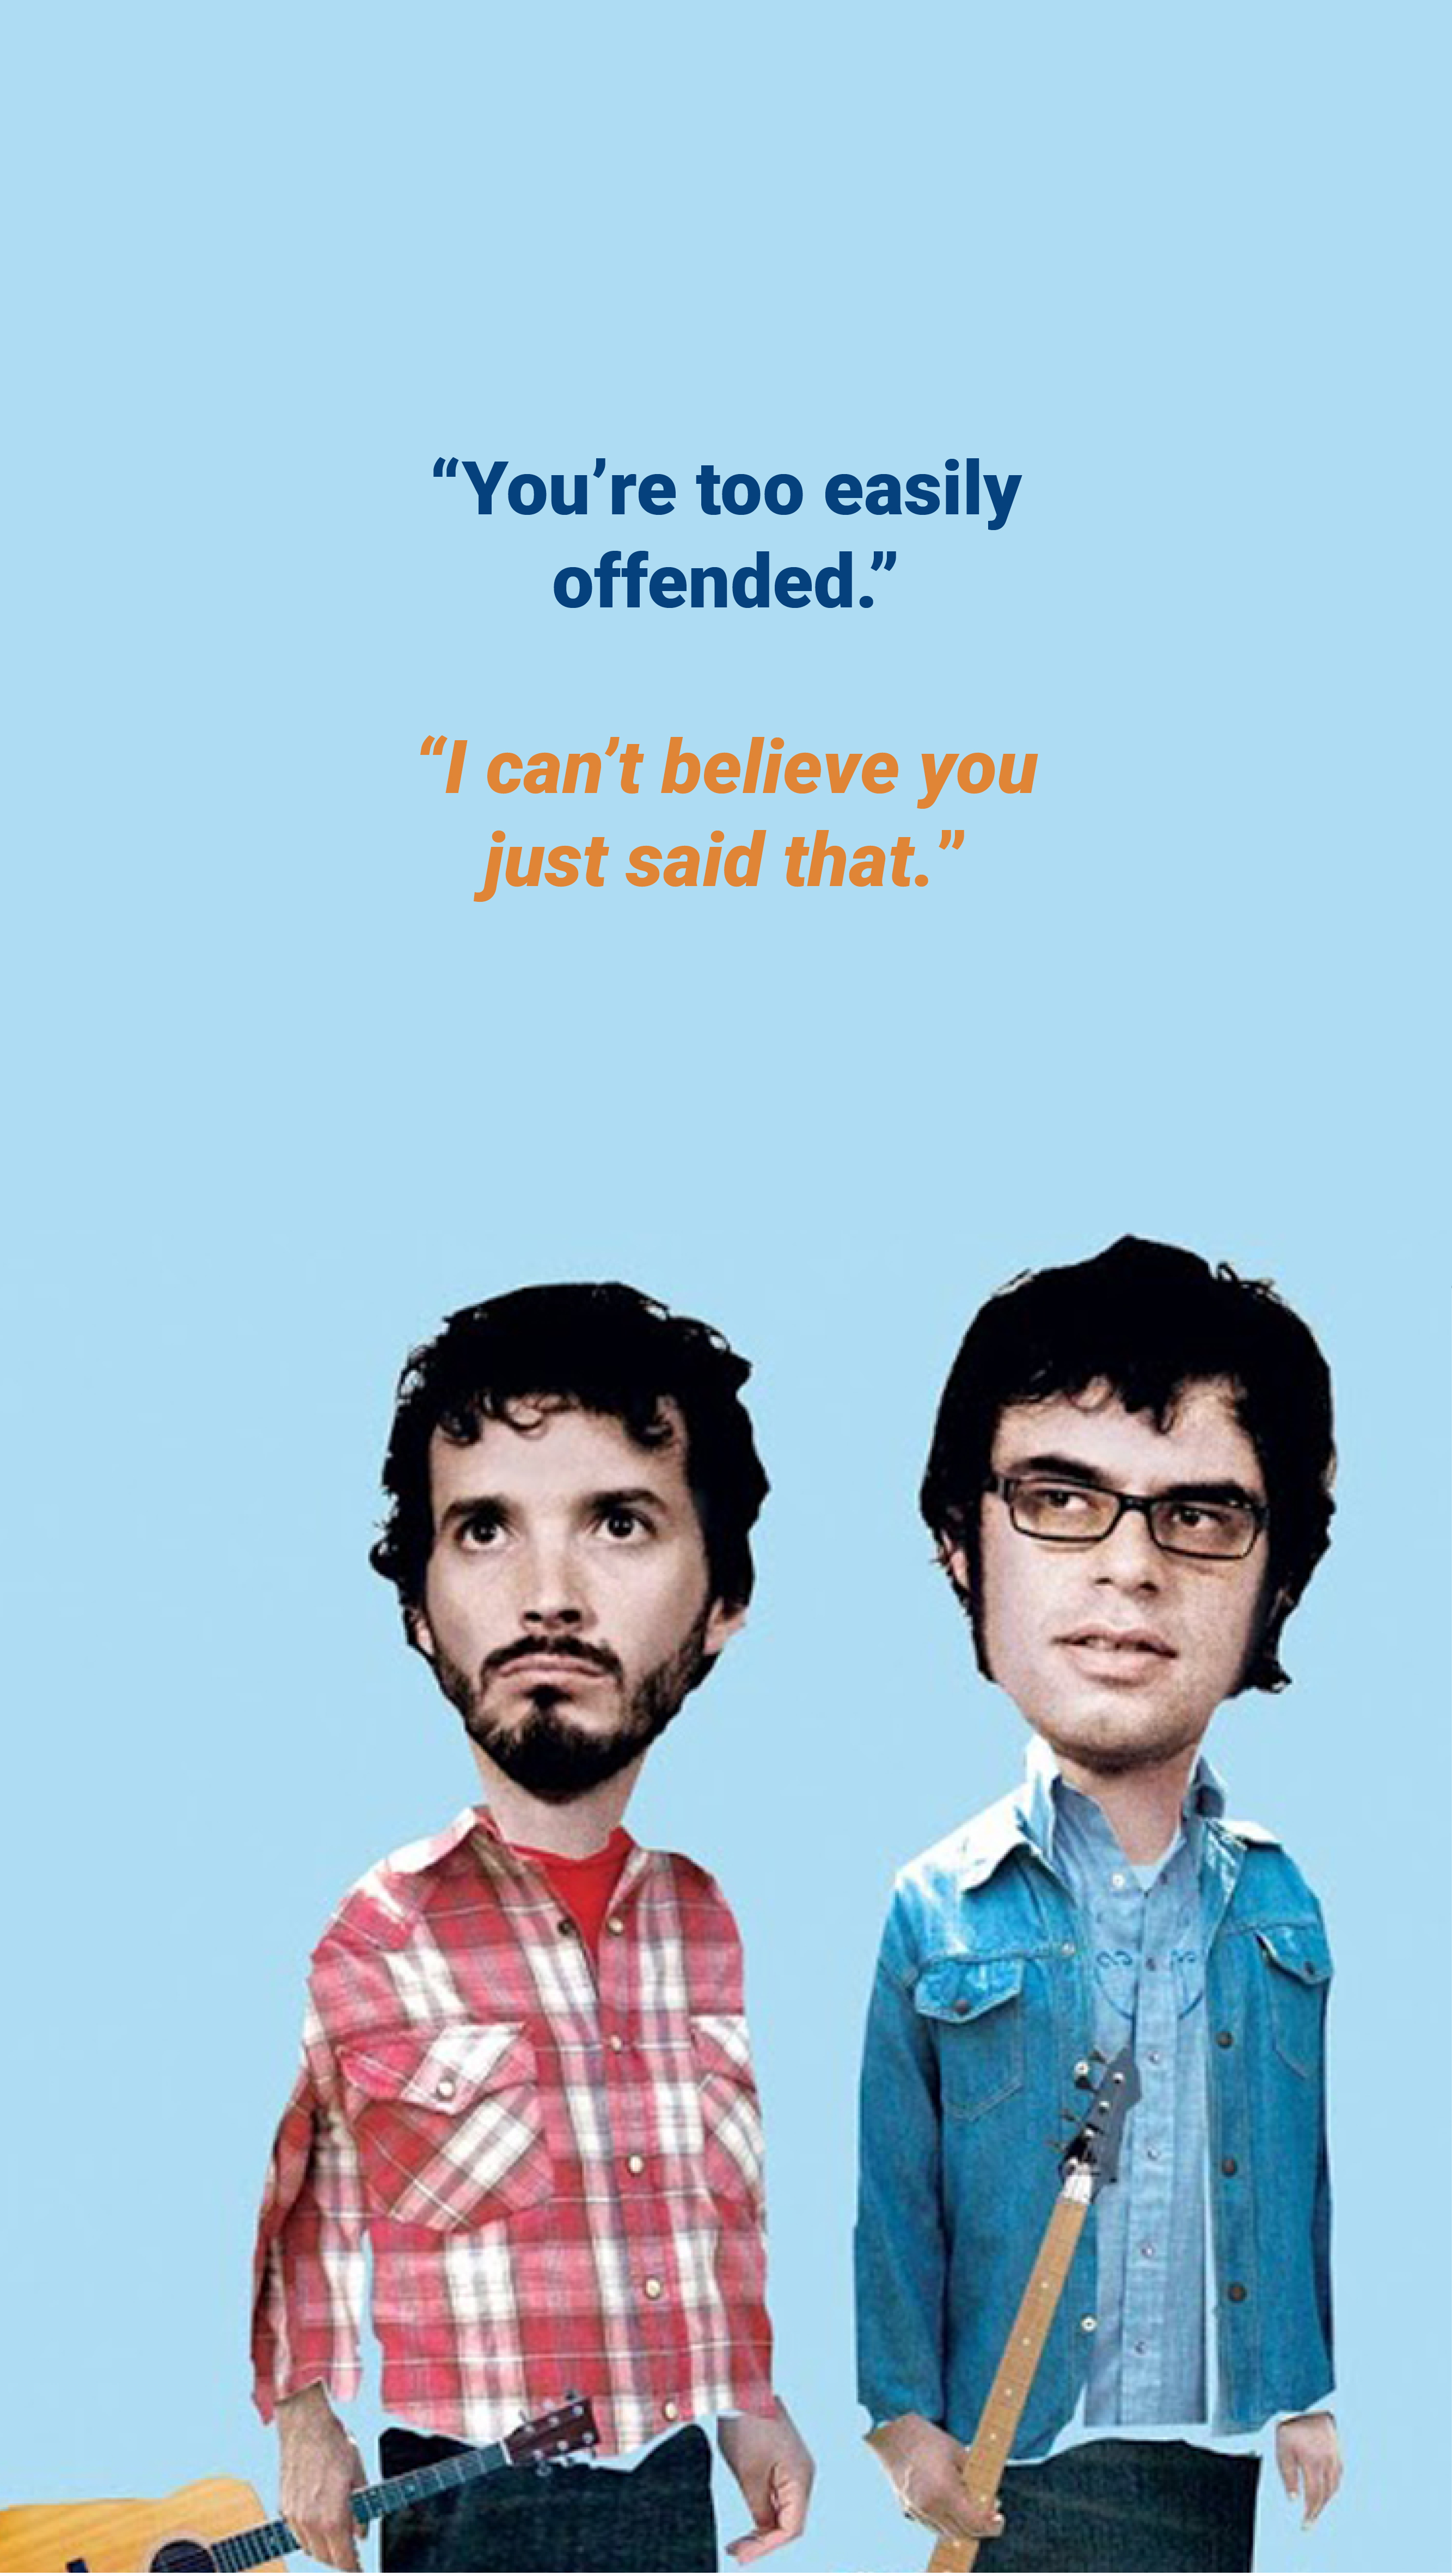 “You’re too easily
offended.”
“I can’t believe you
just said that.”